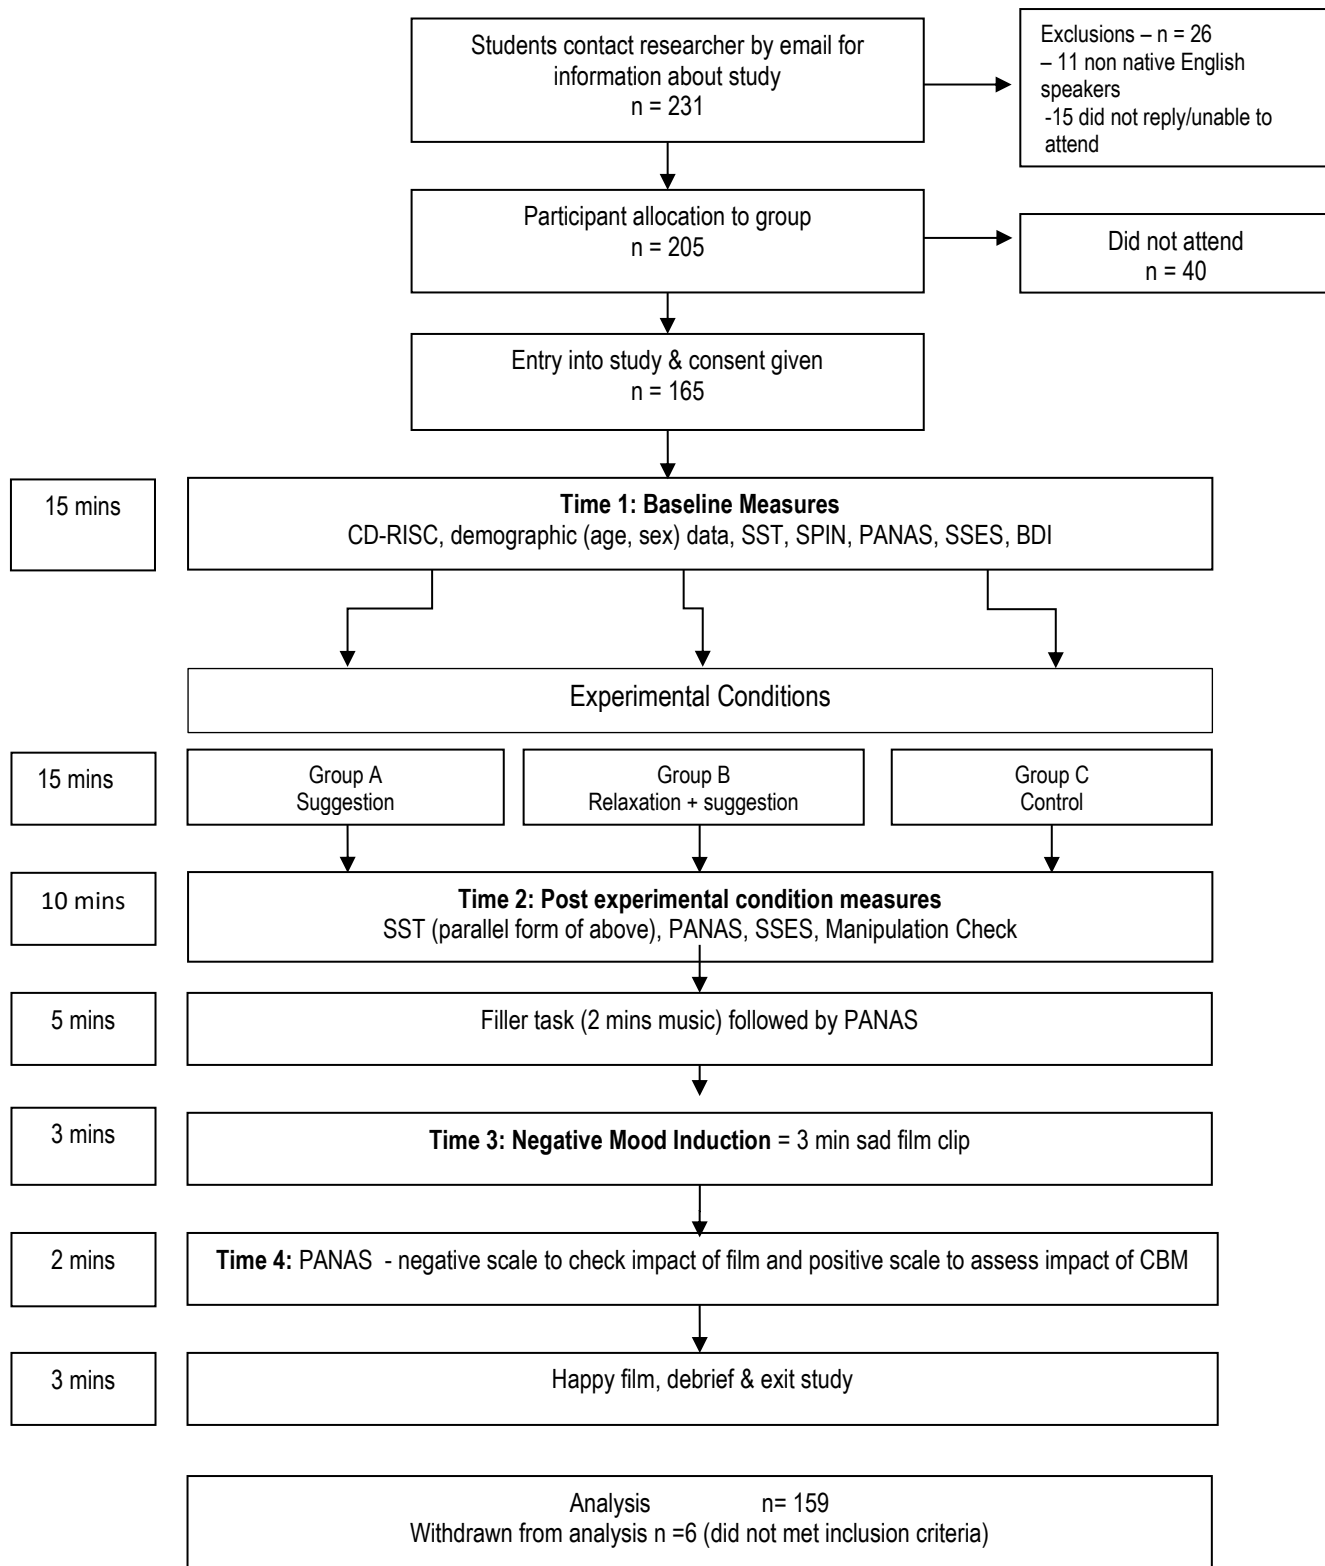 Students contact researcher by email for
information about study
n = 231
Exclusions – n = 26
– 11 non native English
speakers
-15 did not reply/unable to
attend
Participant allocation to group
n = 205
Did not attend
n = 40
Entry into study & consent given
n = 165
15 mins
Time 1: Baseline Measures
CD-RISC, demographic (age, sex) data, SST, SPIN, PANAS, SSES, BDI
Experimental Conditions
15 mins
Group A
Suggestion
Group B
Relaxation + suggestion
Group C
Control
10 mins
Time 2: Post experimental condition measures
SST (parallel form of above), PANAS, SSES, Manipulation Check
5 mins
Filler task (2 mins music) followed by PANAS
3 mins
Time 3: Negative Mood Induction = 3 min sad film clip
2 mins
Time 4: PANAS - negative scale to check impact of film and positive scale to assess impact of CBM
3 mins
Happy film, debrief & exit study
Analysis n= 159
Withdrawn from analysis n =6 (did not met inclusion criteria)